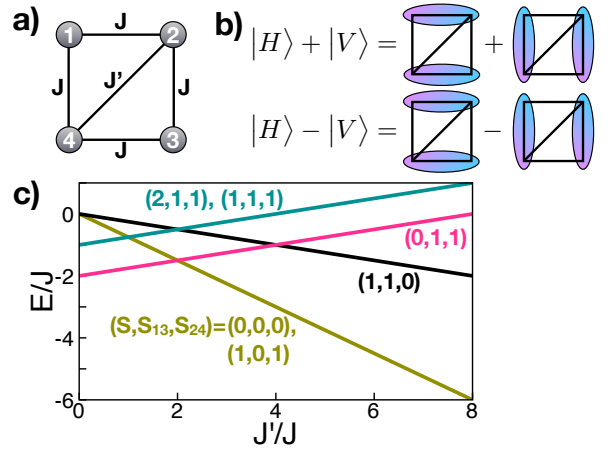 a)
1 J 2
J J' J
4 J 3
b)
|H⟩ + |V⟩ = +
|H⟩ − |V⟩ = −
c)
(2,1,1), (1,1,1)
(0,1,1)
(1,1,0)
(S,S₁₃,S₂₄)=(0,0,0),
(1,0,1)
E/J
0
-2
-4
-6
0 2 4 6 8
J'/J